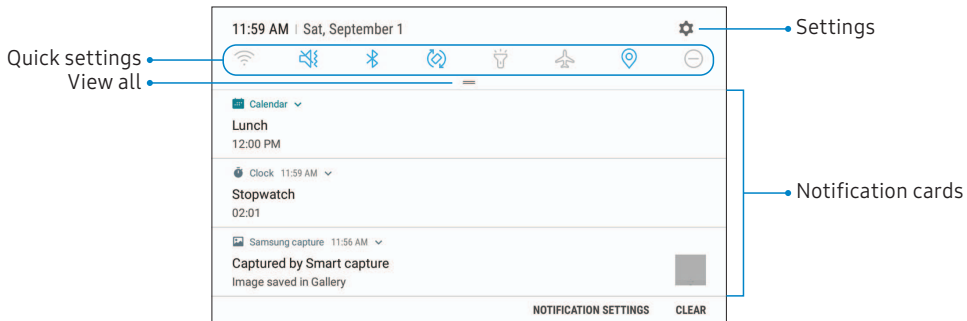 11:59 AM | Sat, September 1
Settings
Quick settings
View all
Calendar
Lunch
12:00 PM
Clock 11:59 AM
Stopwatch
02:01
Notification cards
Samsung capture 11:56 AM
Captured by Smart capture
Image saved in Gallery
NOTIFICATION SETTINGS CLEAR